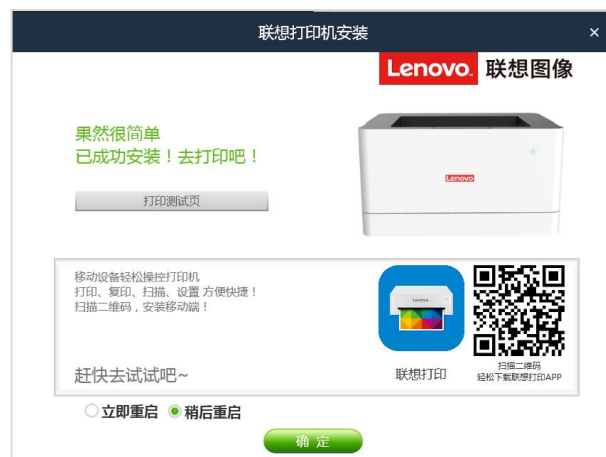 联想打印机安装
×
Lenovo. 联想图像
果然很简单
已成功安装！去打印吧！
Lenovo
打印测试页
移动设备轻松操控打印机
打印、复印、扫描、设置 方便快捷！
扫描二维码，安装移动端！
Lenovo
赶快去试试吧~
联想打印
扫描二维码
轻松下载联想打印APP
立即重启 稍后重启
确 定